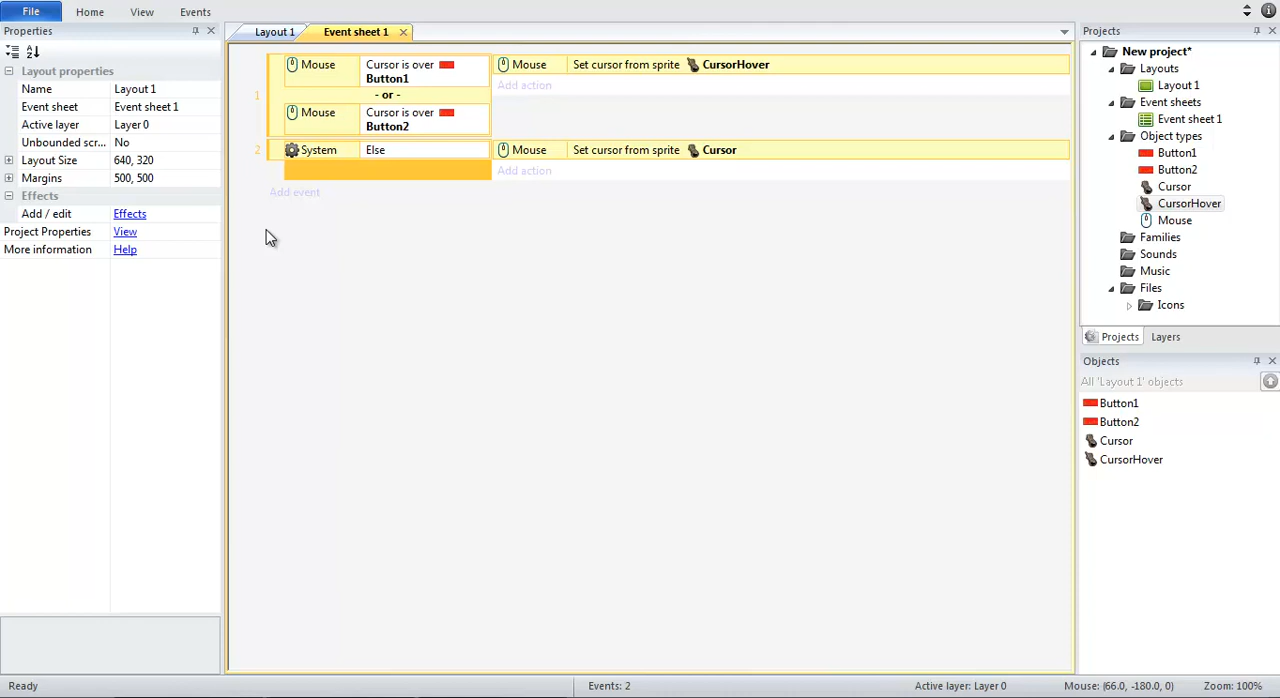 File Home View Events
Properties
Layout properties
Name Layout 1
Event sheet Event sheet 1
Active layer Layer 0
Unbounded scr... No
Layout Size 640, 320
Margins 500, 500
Effects
Add / edit Effects
Project Properties View
More information Help
Layout 1 Event sheet 1
1
Mouse Cursor is over Button1
- or -
Mouse Cursor is over Button2
Mouse Set cursor from sprite CursorHover
Add action
2
System Else
Mouse Set cursor from sprite Cursor
Add action
Add event
Projects
New project*
Layouts
Layout 1
Event sheets
Event sheet 1
Object types
Button1
Button2
Cursor
CursorHover
Mouse
Families
Sounds
Music
Files
Icons
Projects Layers
Objects
All 'Layout 1' objects
Button1
Button2
Cursor
CursorHover
Ready Events: 2 Active layer: Layer 0 Mouse: (66.0, -180.0, 0) Zoom: 100%